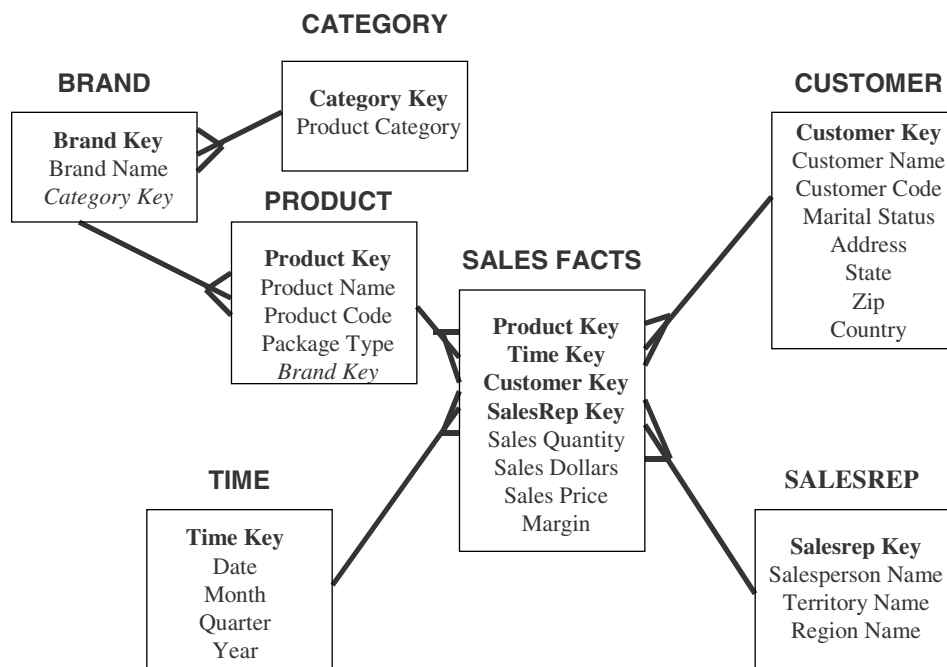 CATEGORY
Category Key
Product Category
BRAND
Brand Key
Brand Name
Category Key
PRODUCT
Product Key
Product Name
Product Code
Package Type
Brand Key
SALES FACTS
Product Key
Time Key
Customer Key
SalesRep Key
Sales Quantity
Sales Dollars
Sales Price
Margin
CUSTOMER
Customer Key
Customer Name
Customer Code
Marital Status
Address
State
Zip
Country
TIME
Time Key
Date
Month
Quarter
Year
SALESREP
Salesrep Key
Salesperson Name
Territory Name
Region Name